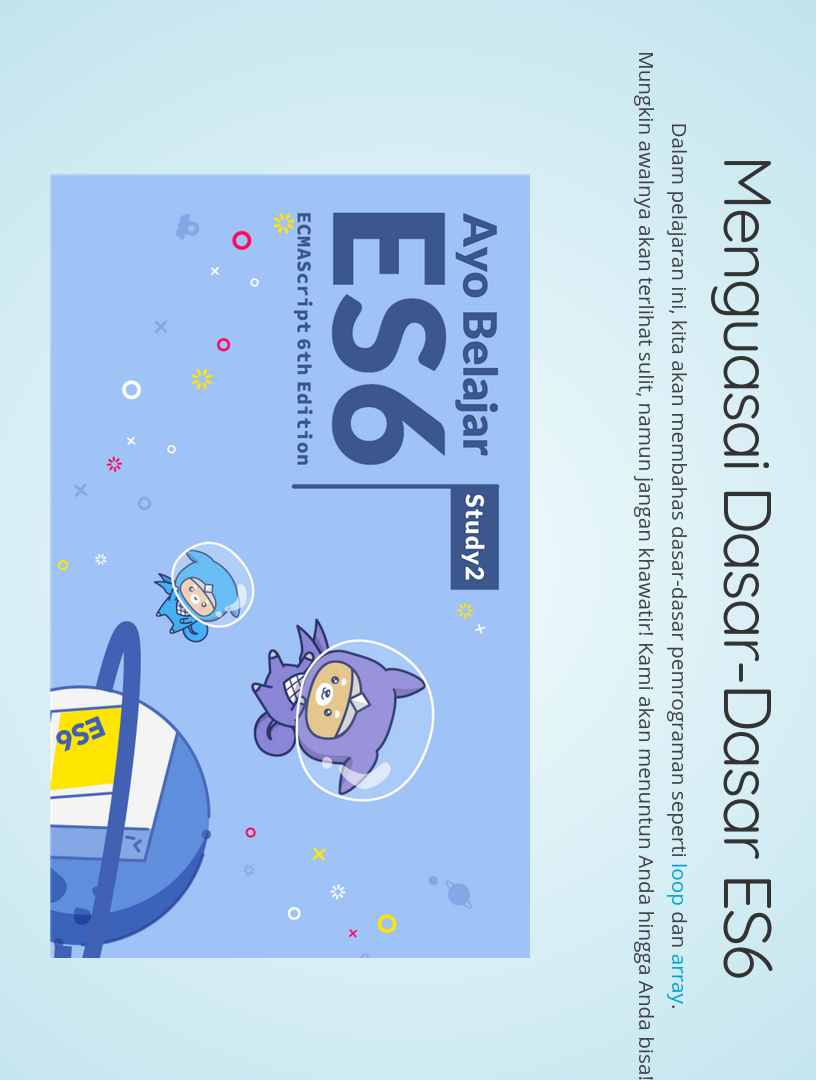 Menguasai Dasar-Dasar ES6
Dalam pelajaran ini, kita akan membahas dasar-dasar pemrograman seperti loop dan array.
Mungkin awalnya akan terlihat sulit, namun jangan khawatir! Kami akan menuntun Anda hingga Anda bisa!
Ayo Belajar
ES6
ECMAScript 6th Edition
Study2
ES6